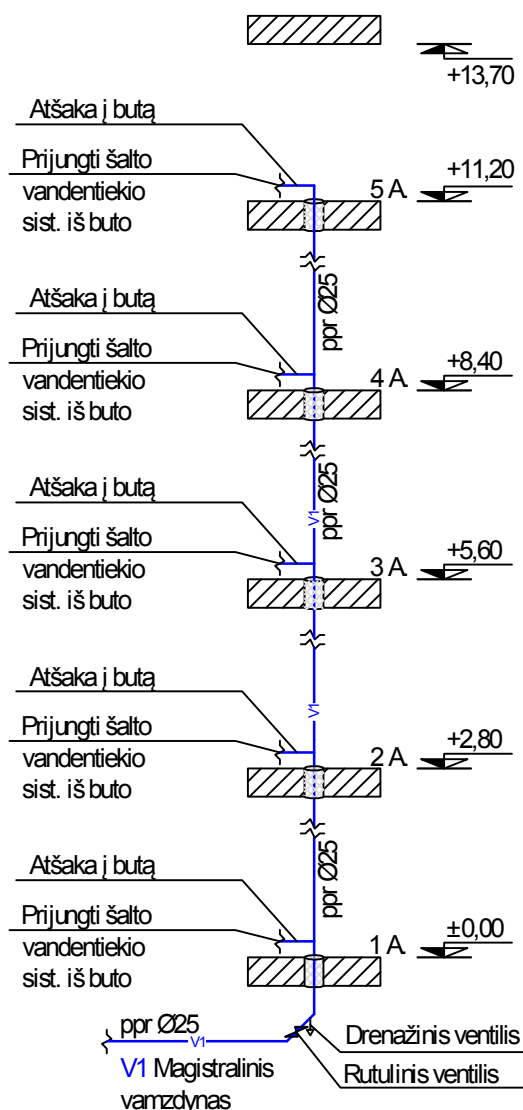 +13,70
Atšaka į butą
Prijungti šalto
vandentiekio
sist. iš buto
5 A.
+11,20
ppr Ø25
Atšaka į butą
Prijungti šalto
vandentiekio
sist. iš buto
4 A.
+8,40
ppr Ø25
V1
Atšaka į butą
Prijungti šalto
vandentiekio
sist. iš buto
3 A.
+5,60
V1
Atšaka į butą
Prijungti šalto
vandentiekio
sist. iš buto
2 A.
+2,80
ppr Ø25
Atšaka į butą
Prijungti šalto
vandentiekio
sist. iš buto
1 A.
±0,00
ppr Ø25
V1
V1 Magistralinis
vamzdynas
Drenažinis ventilis
Rutulinis ventilis